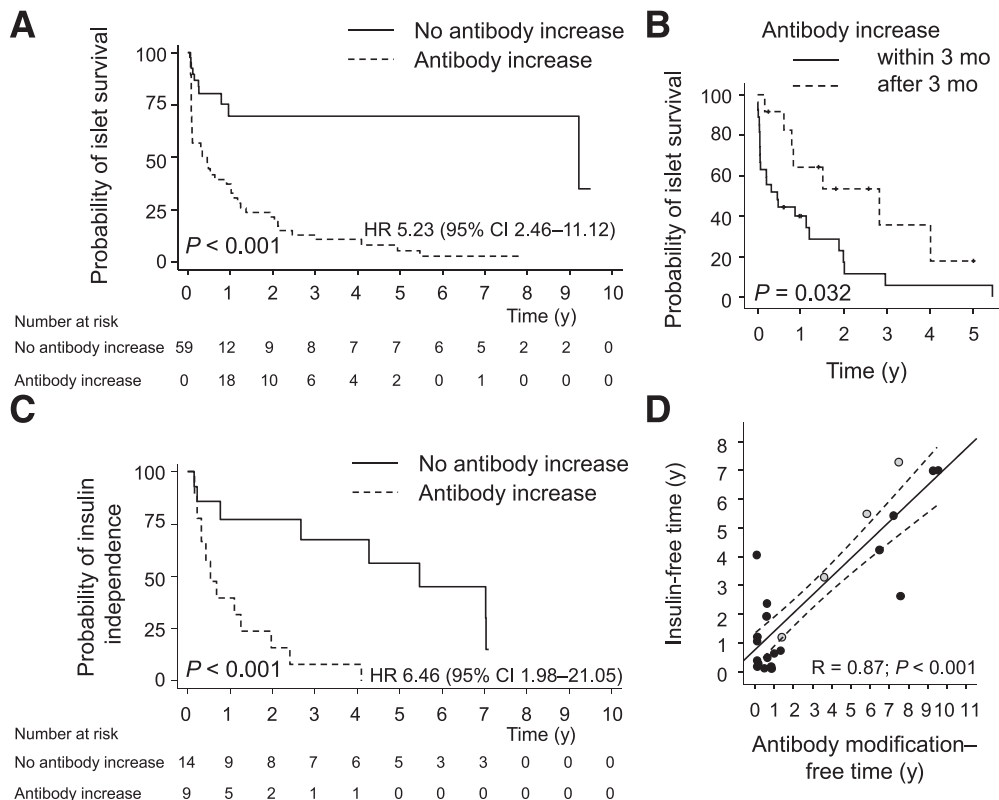 A
No antibody increase
Antibody increase
Probability of islet survival
100
75
50
25
0
HR 5.23 (95% CI 2.46–11.12)
P < 0.001
0 1 2 3 4 5 6 7 8 9 10
Time (y)
Number at risk
No antibody increase 59 12 9 8 7 7 6 5 2 2 0
Antibody increase 0 18 10 6 4 2 0 1 0 0 0
B
Antibody increase
within 3 mo
after 3 mo
Probability of islet survival
100
80
60
40
20
0
P = 0.032
0 1 2 3 4 5
Time (y)
C
No antibody increase
Antibody increase
Probability of insulin
independence
100
75
50
25
0
P < 0.001
HR 6.46 (95% CI 1.98–21.05)
0 1 2 3 4 5 6 7 8 9 10
Time (y)
Number at risk
No antibody increase 14 9 8 7 6 5 3 3 0 0 0
Antibody increase 9 5 2 1 1 0 0 0 0 0 0
D
Insulin-free time (y)
8
7
6
5
4
3
2
1
0
R = 0.87; P < 0.001
0 1 2 3 4 5 6 7 8 9 10 11
Antibody modification–
free time (y)